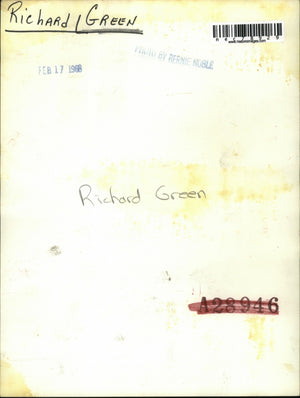 Richard/Green
PHOTO BY BERNIE NOBLE
FEB 17 1968
Richard Green
A28946